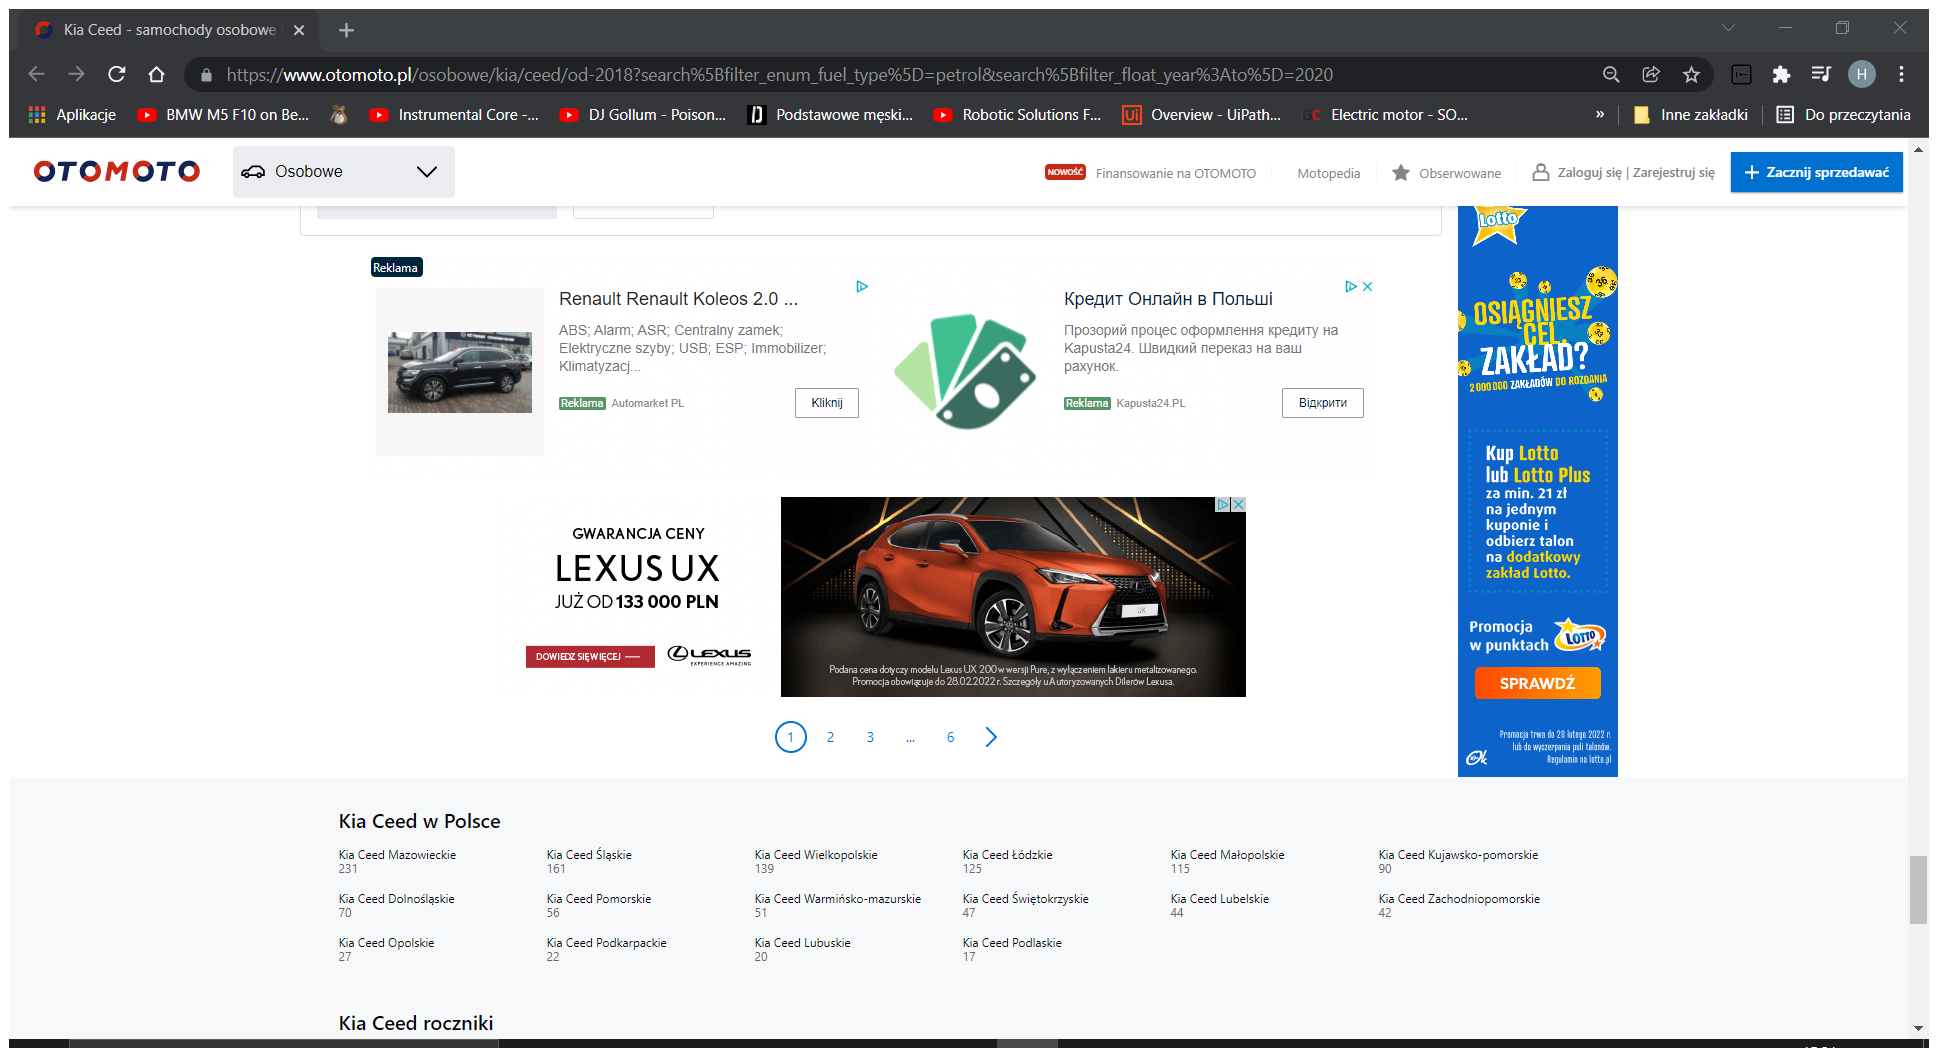 Kia Ceed - samochody osobowe
https://www.otomoto.pl/osobowe/kia/ceed/od-2018?search%5Bfilter_enum_fuel_type%5D=petrol&search%5Bfilter_float_year%3Ato%5D=2020
H
Aplikacje
BMW M5 F10 on Be...
Instrumental Core -...
DJ Gollum - Poison...
Podstawowe męski...
Robotic Solutions F...
Ui
Overview - UiPath...
Electric motor - SO...
»
Inne zakładki
Do przeczytania
OTOMOTO
Osobowe
NOWOŚĆ
Finansowanie na OTOMOTO
Motopedia
Obserwowane
Zaloguj się | Zarejestruj się
Zacznij sprzedawać
Reklama
Renault Renault Koleos 2.0 ...
ABS; Alarm; ASR; Centralny zamek;
Elektryczne szyby; USB; ESP; Immobilizer;
Klimatyzacj...
Reklama Automarket PL
Kliknij
Кредит Онлайн в Польші
Прозорий процес оформлення кредиту на
Kapusta24. Швидкий переказ на ваш
рахунок.
Reklama Kapusta24.PL
Відкрити
GWARANCJA CENY
LEXUS UX
JUŻ OD 133 000 PLN
DOWIEDZ SIĘ WIĘCEJ
LEXUS
EXPERIENCE AMAZING
UX
Podana cena dotyczy modelu Lexus UX 200 w wersji Pure, z wyłączeniem lakieru metalizowanego.
Promocja obowiązuje do 28.02.2022 r. Szczegóły u Autoryzowanych Dilerów Lexusa.
Lotto
OSIĄGNIESZ
CEL,
ZAKŁAD?
2 000 000 ZAKŁADÓW DO ROZDANIA
Kup Lotto
lub Lotto Plus
za min. 21 zł
na jednym
kuponie i
odbierz talon
na dodatkowy
zakład Lotto.
Promocja
w punktach
LOTTO
SPRAWDŹ
Promocja trwa do 28 lutego 2022 r.
lub do wyczerpania puli talonów.
Regulamin na lotto.pl
1 2 3 ... 6
Kia Ceed w Polsce
Kia Ceed Mazowieckie
231
Kia Ceed Śląskie
161
Kia Ceed Wielkopolskie
139
Kia Ceed Łódzkie
125
Kia Ceed Małopolskie
115
Kia Ceed Kujawsko-pomorskie
90
Kia Ceed Dolnośląskie
70
Kia Ceed Pomorskie
56
Kia Ceed Warmińsko-mazurskie
51
Kia Ceed Świętokrzyskie
47
Kia Ceed Lubelskie
44
Kia Ceed Zachodniopomorskie
42
Kia Ceed Opolskie
27
Kia Ceed Podkarpackie
22
Kia Ceed Lubuskie
20
Kia Ceed Podlaskie
17
Kia Ceed roczniki